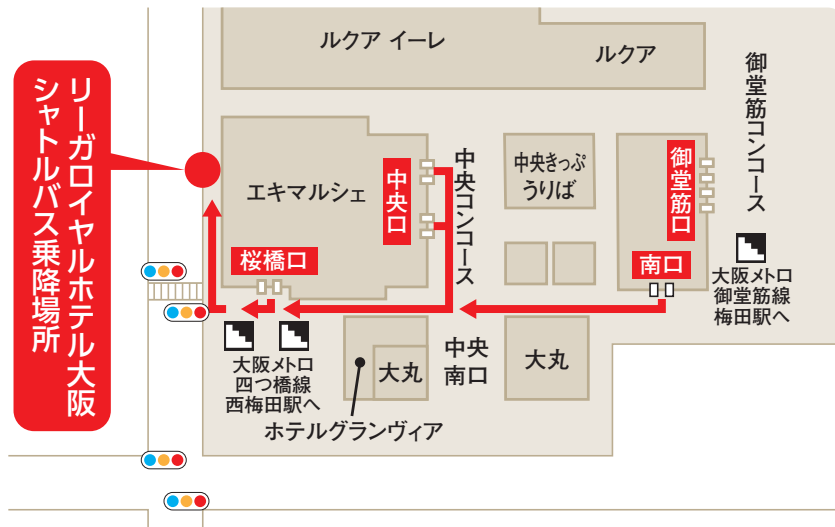 ルクア イーレ
ルクア
御堂筋コンコース
リーガロイヤルホテル大阪
シャトルバス乗降場所
エキマルシェ
中央口
中央コンコース
中央きっぷ
うりば
御堂筋口
桜橋口
南口
大阪メトロ
御堂筋線
梅田駅へ
大阪メトロ
四つ橋線
西梅田駅へ
大丸
中央
南口
大丸
ホテルグランヴィア